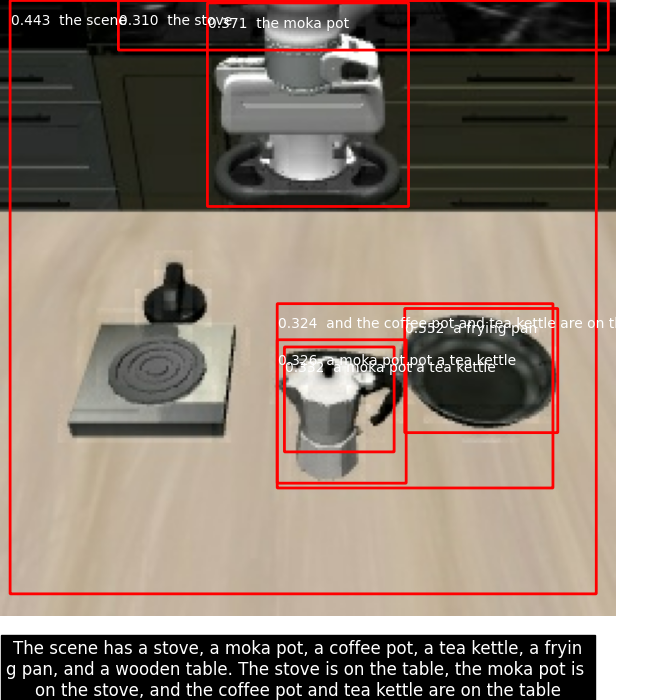 0.443  the scene
0.310  the stove
0.371  the moka pot
0.324  and the coffee pot and tea kettle are on t
0.552  a frying pan
0.326  a moka pot a tea kettle
0.332  a moka pot a tea kettle
The scene has a stove, a moka pot, a coffee pot, a tea kettle, a fryin
g pan, and a wooden table. The stove is on the table, the moka pot is
on the stove, and the coffee pot and tea kettle are on the table